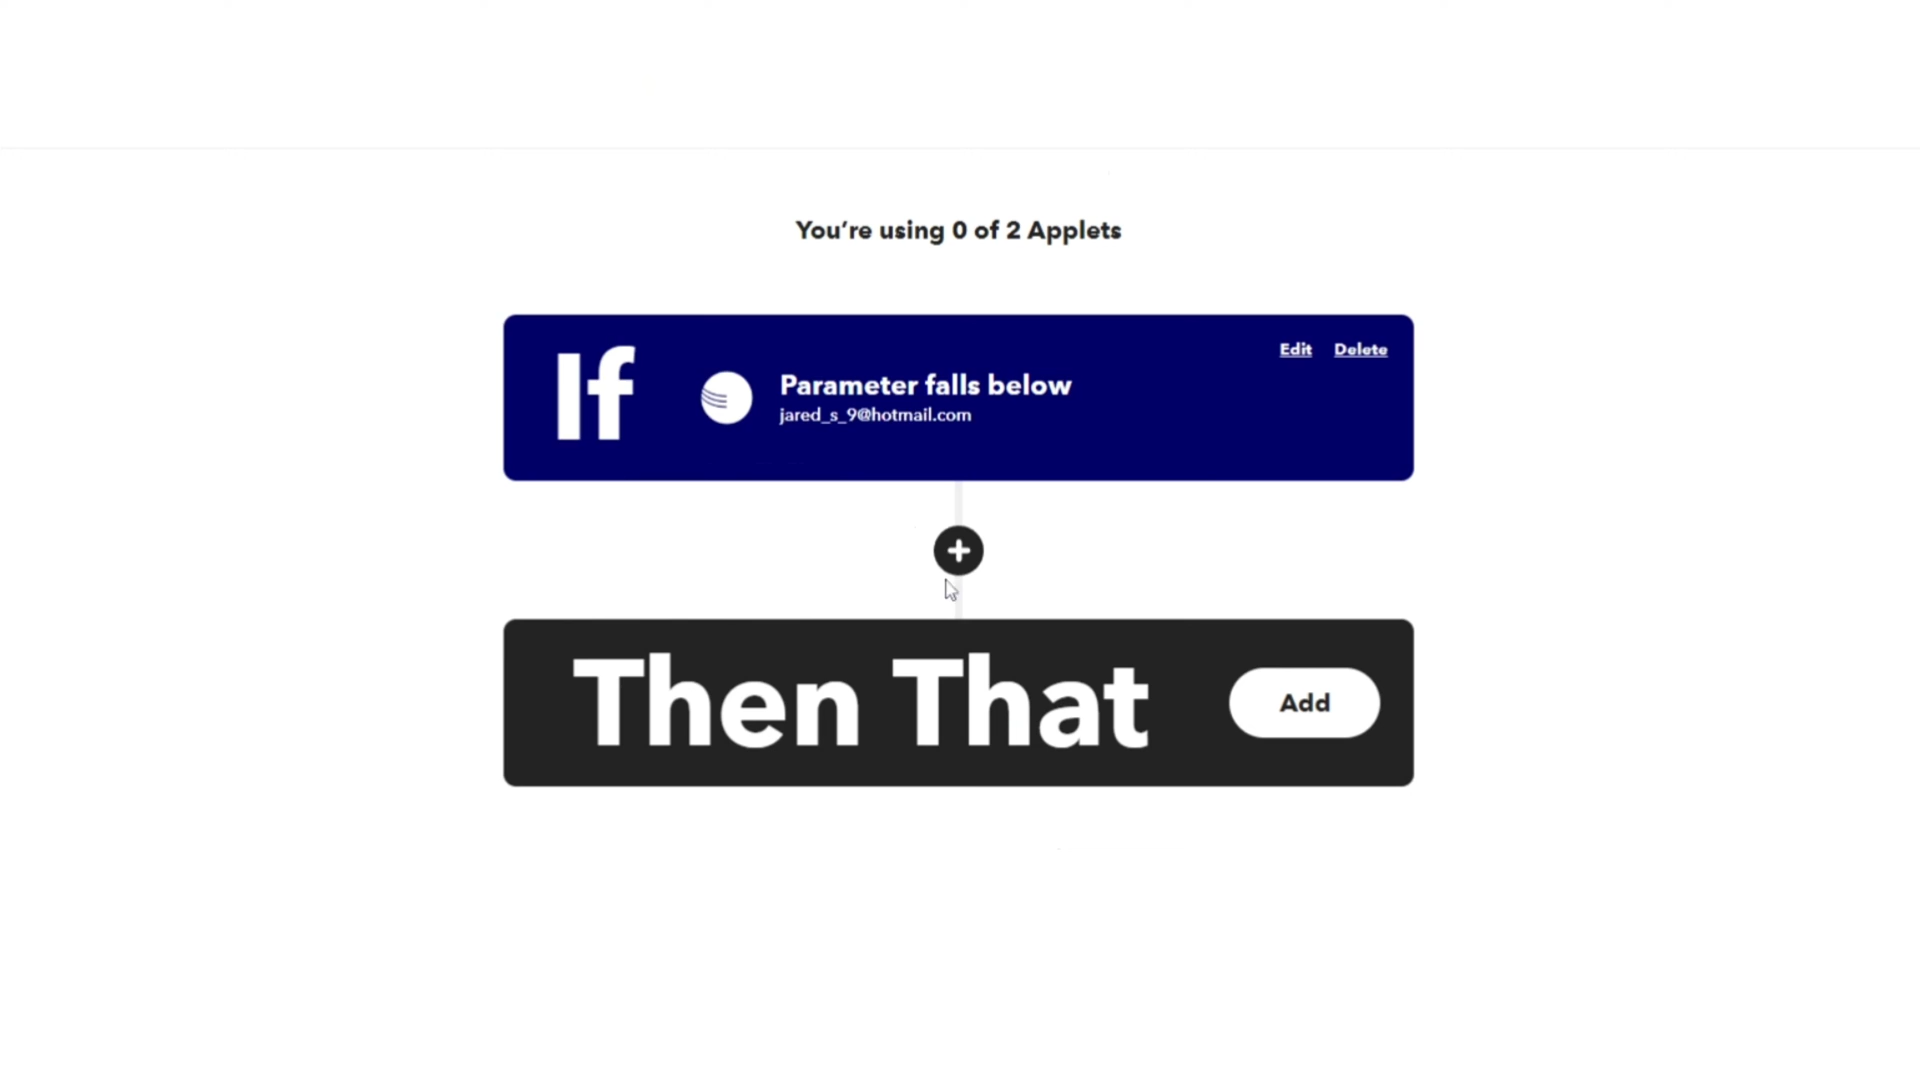 You're using 0 of 2 Applets
If
Edit Delete
Parameter falls below
jared_s_9@hotmail.com
Then That
Add